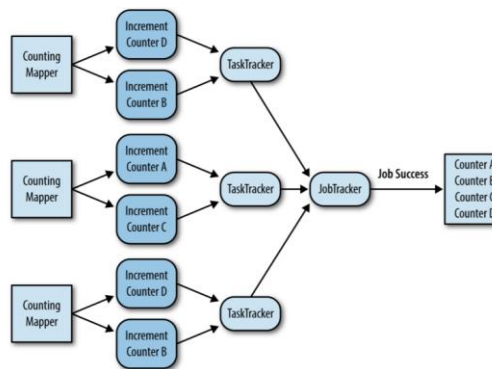 Counting
Mapper
Increment
Counter D
Increment
Counter B
TaskTracker
Counting
Mapper
Increment
Counter A
Increment
Counter C
TaskTracker
JobTracker
Job Success
Counter A
Counter B
Counter C
Counter D
Counting
Mapper
Increment
Counter D
Increment
Counter B
TaskTracker